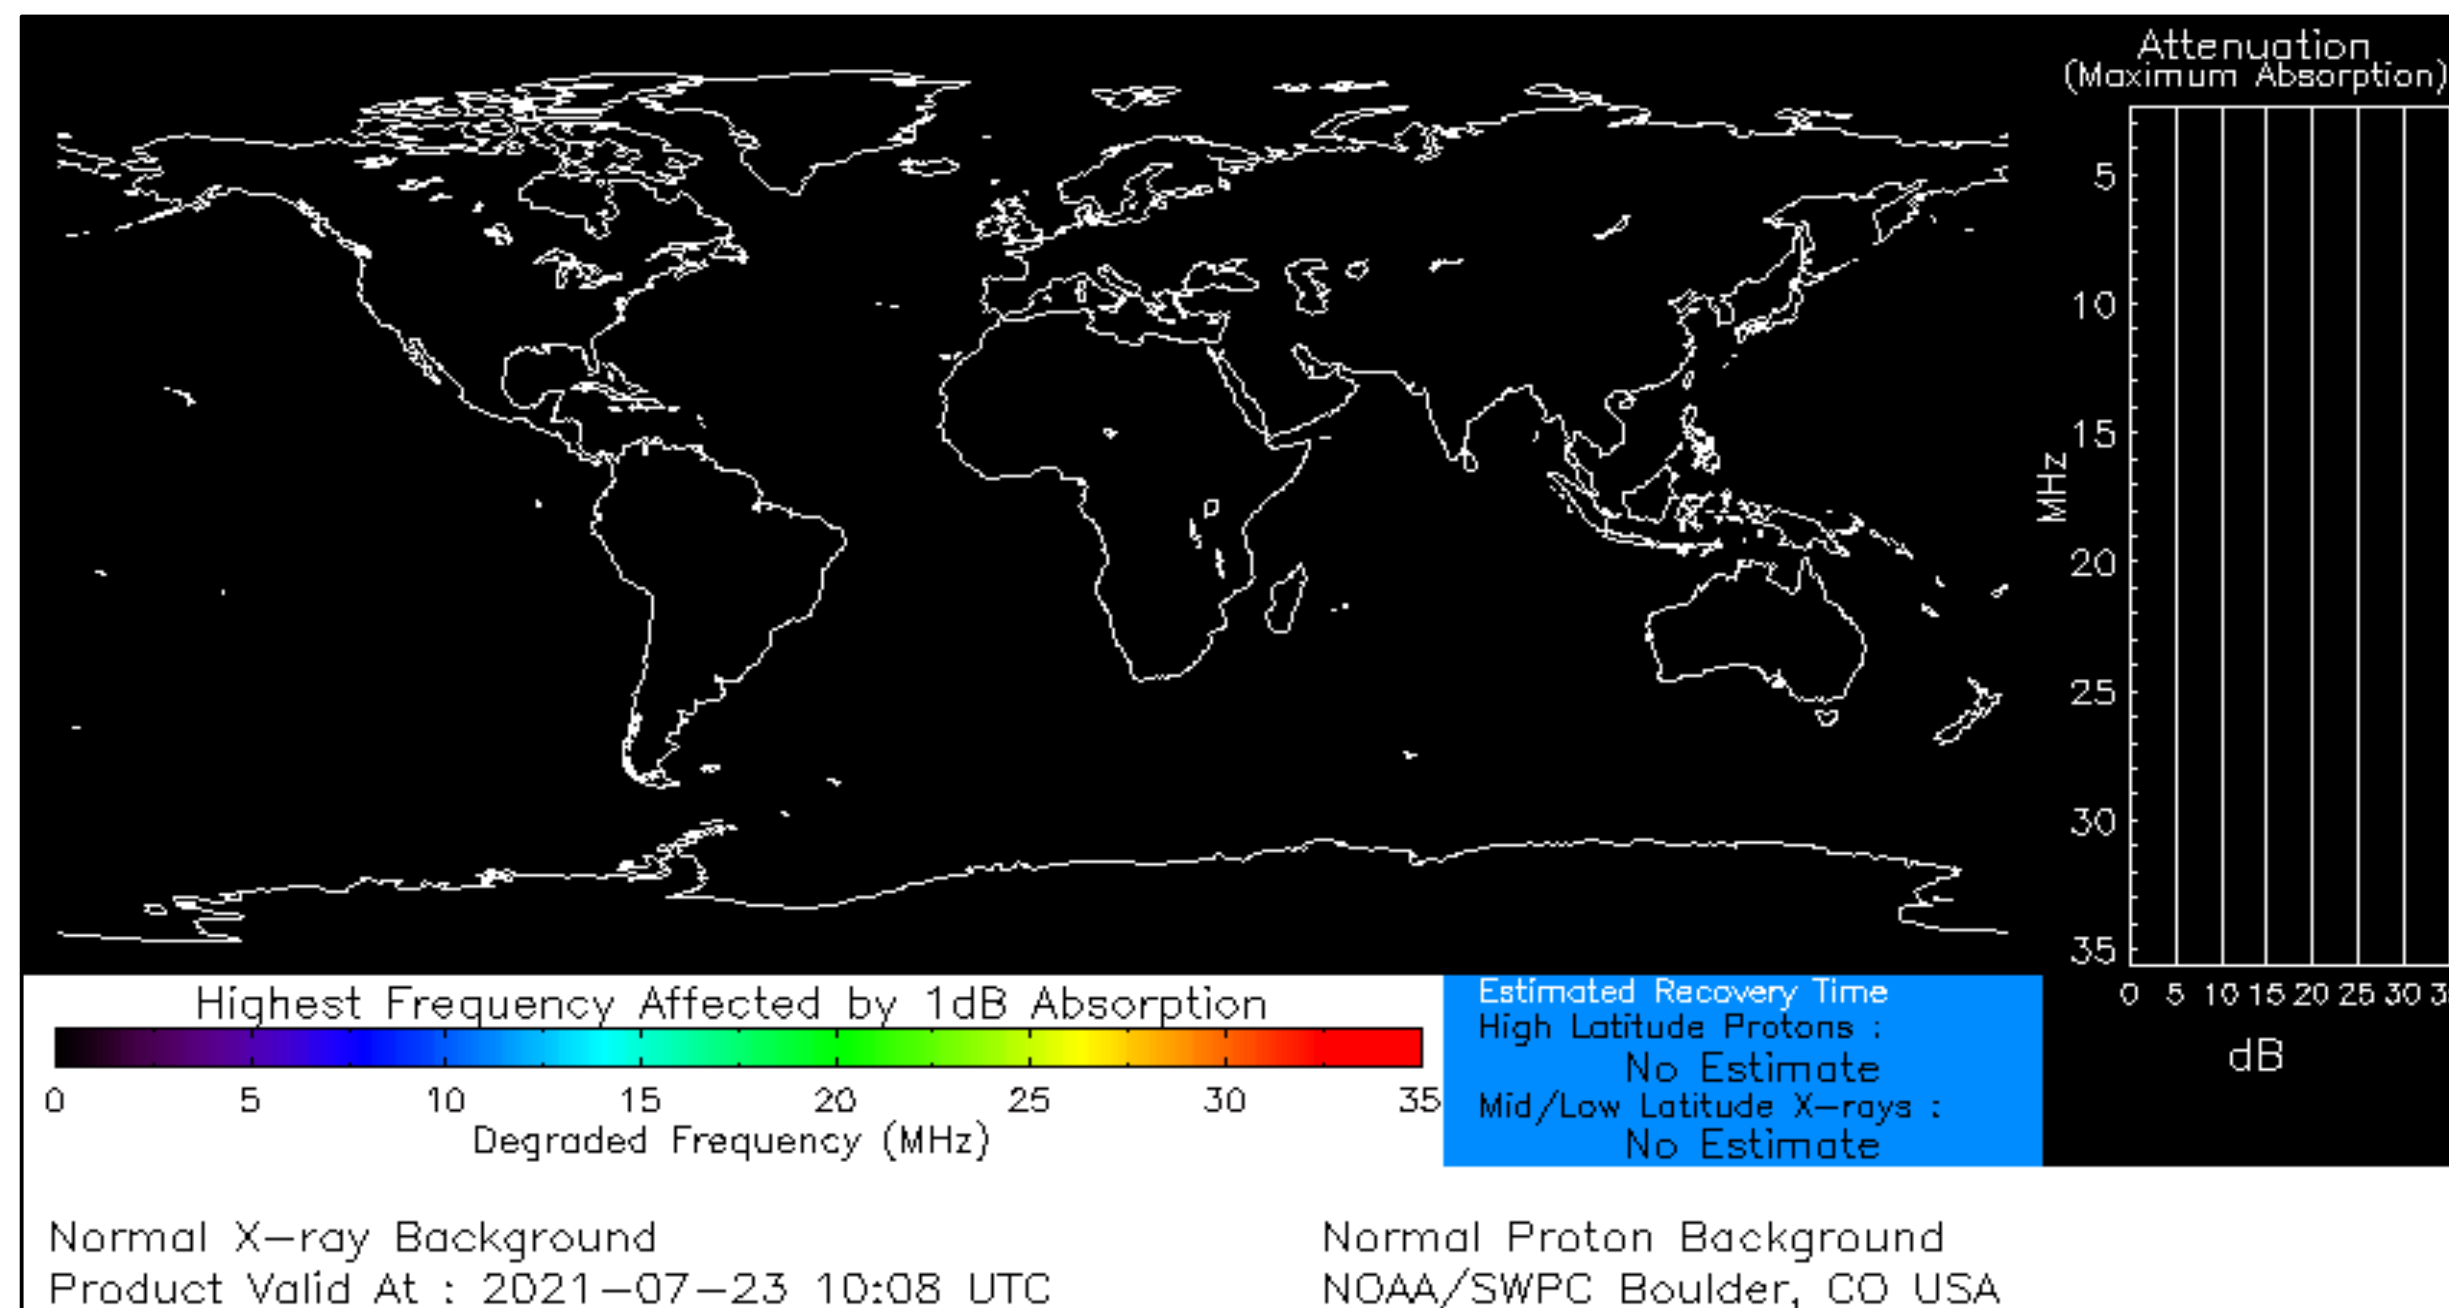 Attenuation
(Maximum Absorption)
5
10
15
20
25
30
35
MHz
0 5 10 15 20 25 30
dB
Highest Frequency Affected by 1dB Absorption
0 5 10 15 20 25 30 35
Degraded Frequency (MHz)
Estimated Recovery Time
High Latitude Protons :
No Estimate
Mid/Low Latitude X-rays :
No Estimate
Normal X-ray Background
Normal Proton Background
Product Valid At : 2021-07-23 10:08 UTC
NOAA/SWPC Boulder, CO USA